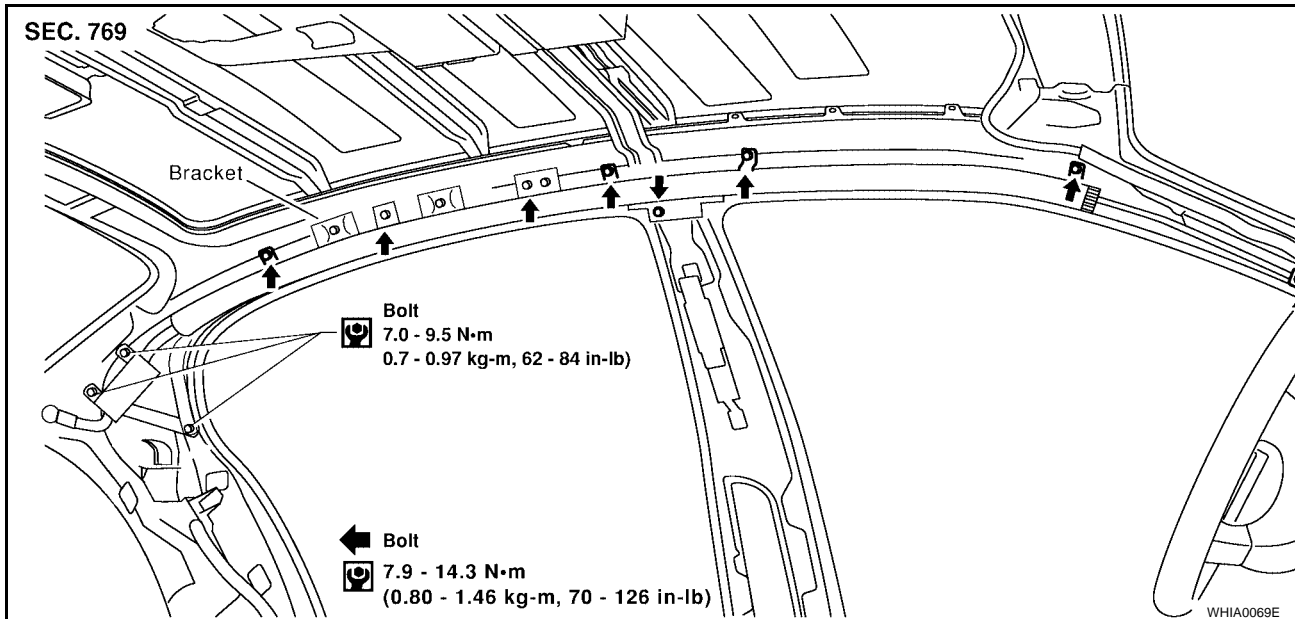 SEC. 769
Bracket
Bolt
7.0 - 9.5 N•m
0.7 - 0.97 kg-m, 62 - 84 in-lb)
Bolt
7.9 - 14.3 N•m
(0.80 - 1.46 kg-m, 70 - 126 in-lb)
WHIA0069E